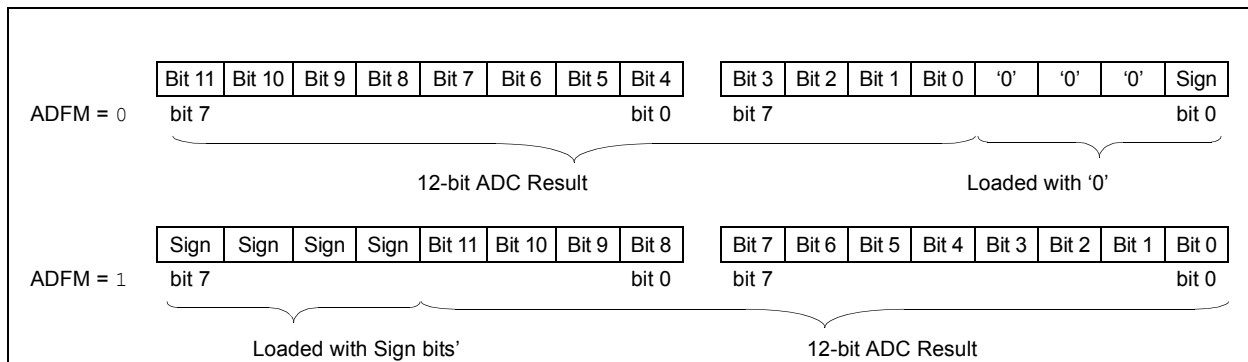 Bit 11 Bit 10 Bit 9 Bit 8 Bit 7 Bit 6 Bit 5 Bit 4 Bit 3 Bit 2 Bit 1 Bit 0 ‘0’ ‘0’ ‘0’ Sign
ADFM = 0 bit 7 bit 0 bit 7 bit 0
12-bit ADC Result Loaded with ‘0’
Sign Sign Sign Sign Bit 11 Bit 10 Bit 9 Bit 8 Bit 7 Bit 6 Bit 5 Bit 4 Bit 3 Bit 2 Bit 1 Bit 0
ADFM = 1 bit 7 bit 0 bit 7 bit 0
Loaded with Sign bits’ 12-bit ADC Result